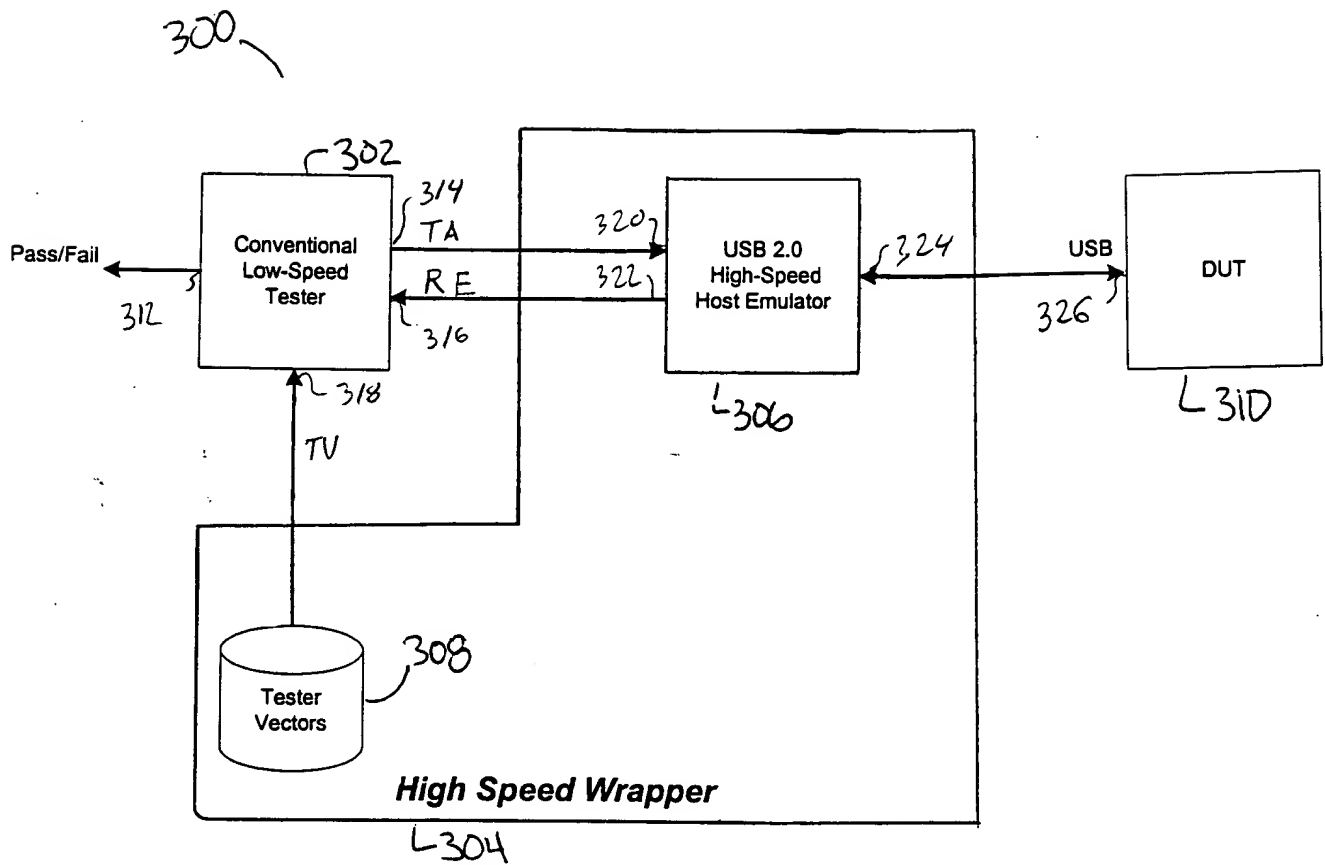 300
302
314
TA
320
322
RE
316
Pass/Fail
312
Conventional
Low-Speed
Tester
USB 2.0
High-Speed
Host Emulator
324
USB
326
DUT
318
306
310
TV
308
Tester
Vectors
High Speed Wrapper
304